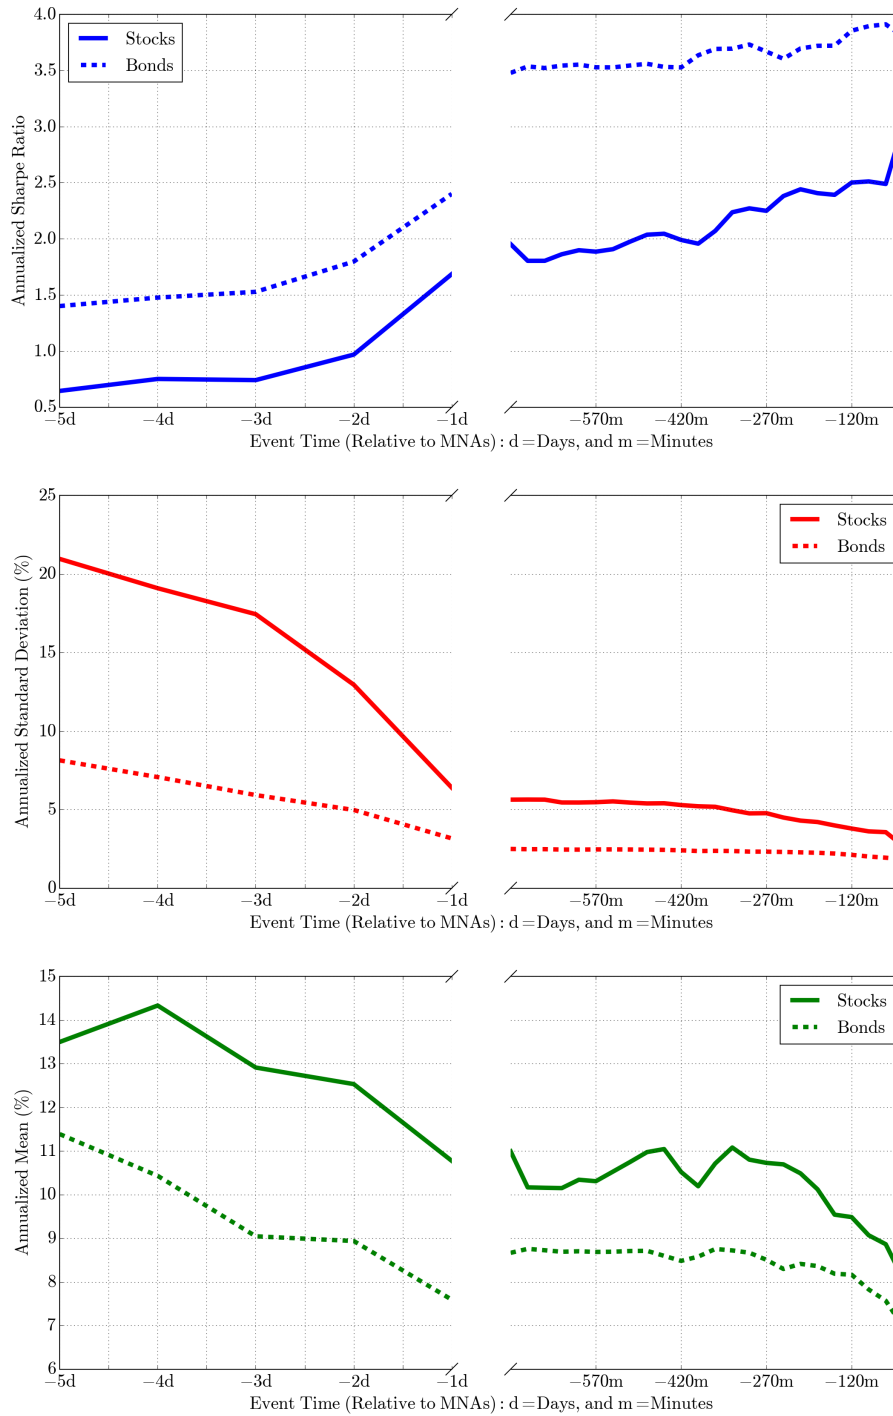 4.0
Stocks
Bonds
3.5
3.0
2.5
2.0
1.5
1.0
0.5
Annualized Sharpe Ratio
−5d −4d −3d −2d −1d −570m −420m −270m −120m
Event Time (Relative to MNAs) : d =Days, and m =Minutes
25
Stocks
Bonds
20
15
10
5
0
Annualized Standard Deviation (%)
−5d −4d −3d −2d −1d −570m −420m −270m −120m
Event Time (Relative to MNAs) : d =Days, and m =Minutes
15
Stocks
Bonds
14
13
12
11
10
9
8
7
6
Annualized Mean (%)
−5d −4d −3d −2d −1d −570m −420m −270m −120m
Event Time (Relative to MNAs) : d =Days, and m =Minutes